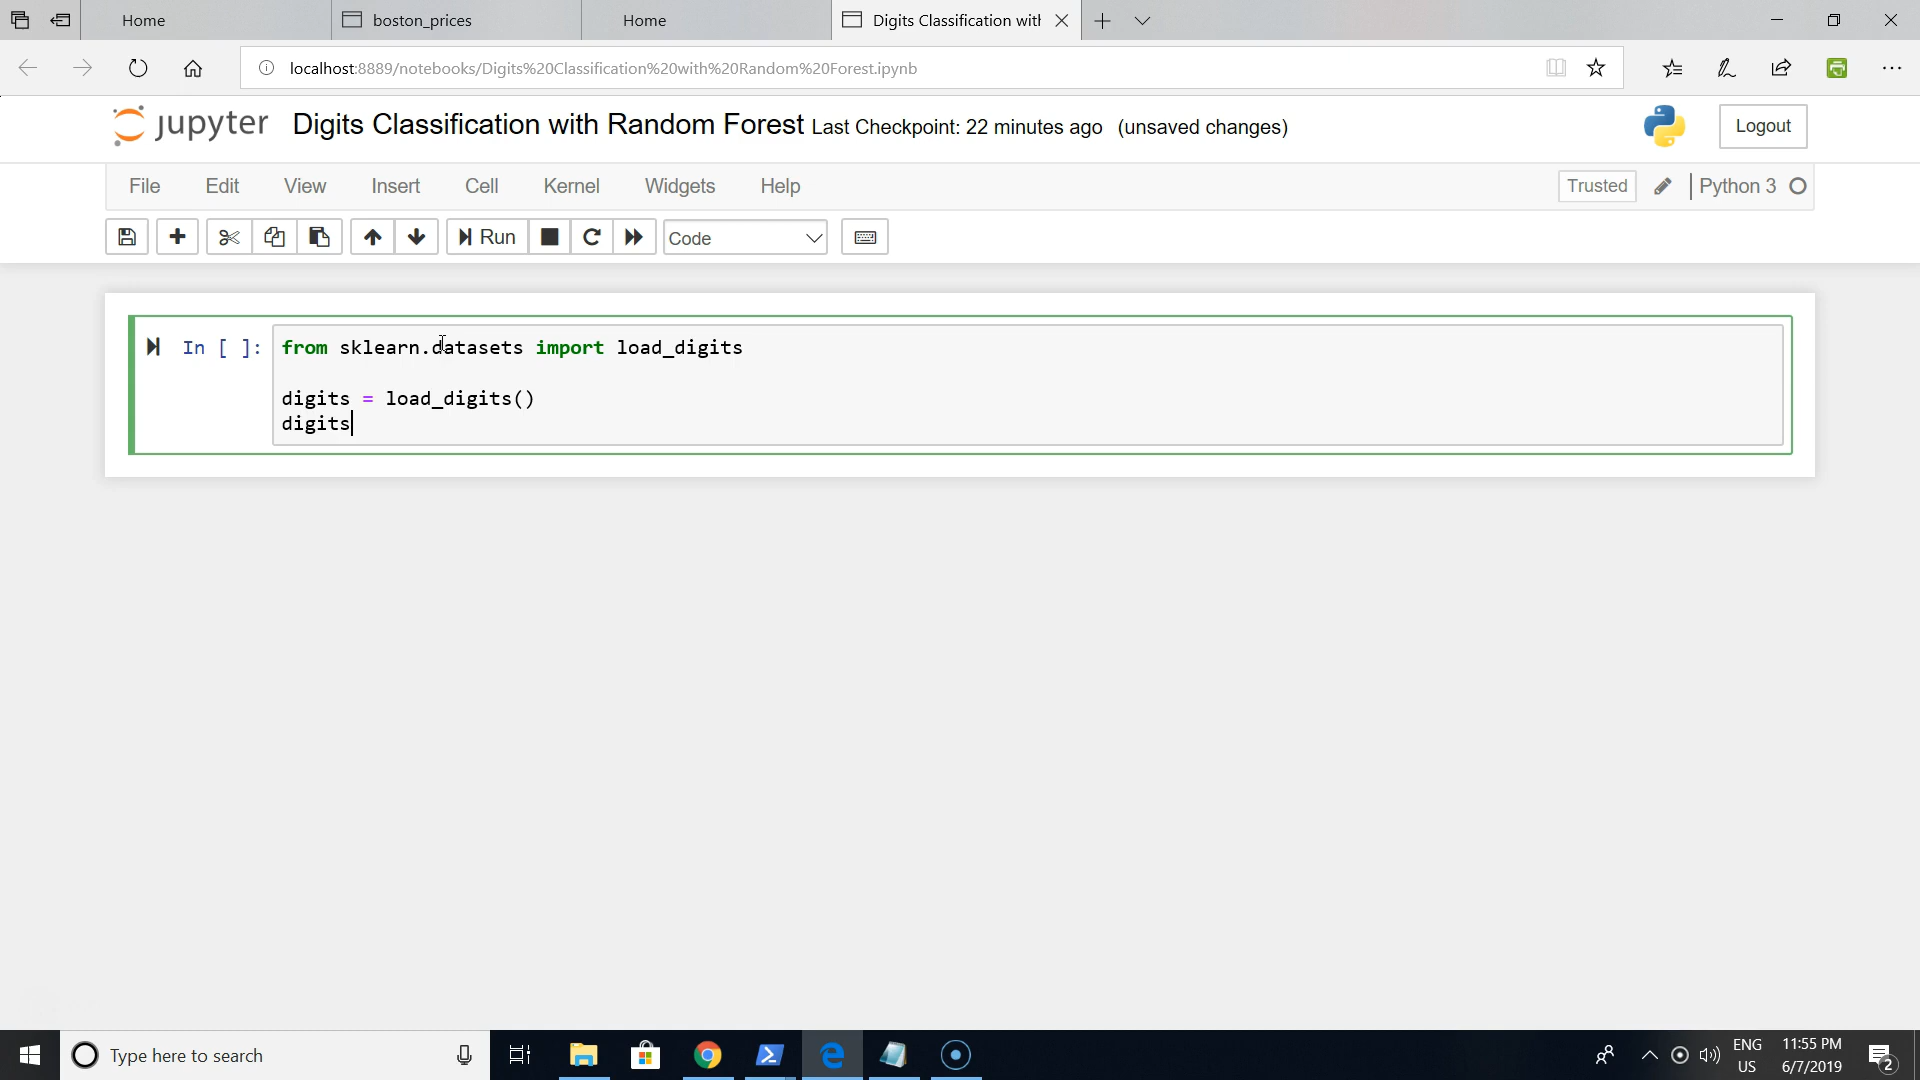 Home
boston_prices
Home
Digits Classification with
localhost:8889/notebooks/Digits%20Classification%20with%20Random%20Forest.ipynb
jupyter Digits Classification with Random Forest Last Checkpoint: 22 minutes ago (unsaved changes)
Logout
File Edit View Insert Cell Kernel Widgets Help
Trusted
Python 3
Run
Code
In [ ]: from sklearn.datasets import load_digits
digits = load_digits()
digits
Type here to search
ENG
US
11:55 PM
6/7/2019
2